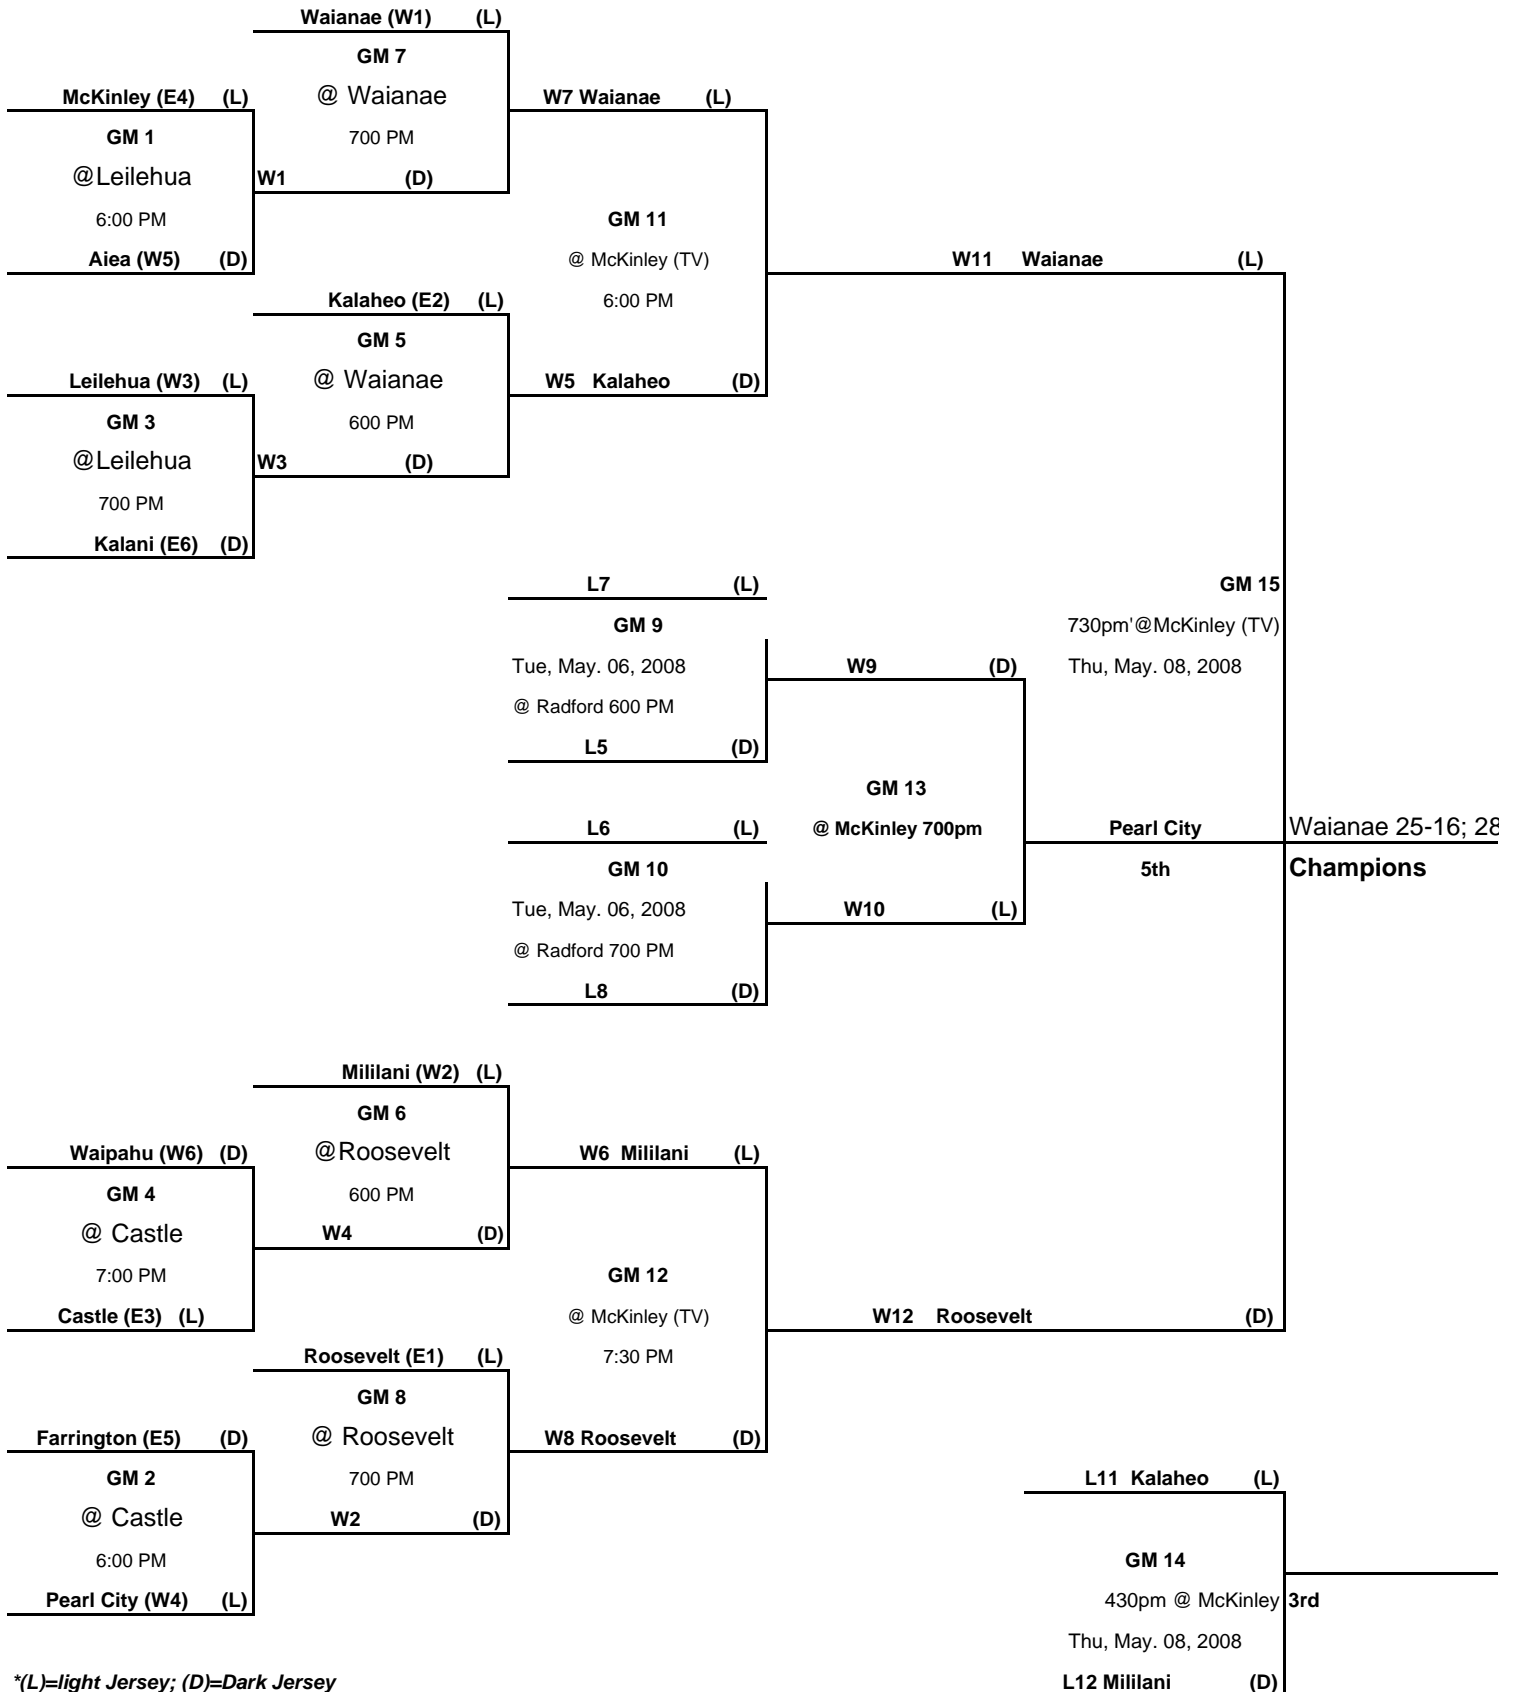 Waianae (W1) (L)
GM 7
McKinley (E4) (L) @ Waianae W7 Waianae (L)
GM 1 700 PM
@Leilehua W1 (D)
6:00 PM GM 11
Aiea (W5) (D) @ McKinley (TV) W11 Waianae (L)
Kalaheo (E2) (L) 6:00 PM
GM 5
Leilehua (W3) (L) @ Waianae W5 Kalaheo (D)
GM 3 600 PM
@Leilehua W3 (D)
700 PM
Kalani (E6) (D)
L7 (L) GM 15
GM 9 730pm'@McKinley (TV)
Tue, May. 06, 2008 W9 (D) Thu, May. 08, 2008
@ Radford 600 PM
L5 (D)
GM 13
L6 (L) @ McKinley 700pm Pearl City Waianae 25-16; 28
GM 10 5th Champions
Tue, May. 06, 2008 W10 (L)
@ Radford 700 PM
L8 (D)
Mililani (W2) (L)
GM 6
Waipahu (W6) (D) @Roosevelt W6 Mililani (L)
GM 4 600 PM
@ Castle W4 (D)
7:00 PM GM 12
Castle (E3) (L) @ McKinley (TV) W12 Roosevelt (D)
Roosevelt (E1) (L) 7:30 PM
GM 8
Farrington (E5) (D) @ Roosevelt W8 Roosevelt (D)
GM 2 700 PM L11 Kalaheo (L)
@ Castle W2 (D)
6:00 PM GM 14
Pearl City (W4) (L) 430pm @ McKinley 3rd
Thu, May. 08, 2008
*(L)=light Jersey; (D)=Dark Jersey L12 Mililani (D)